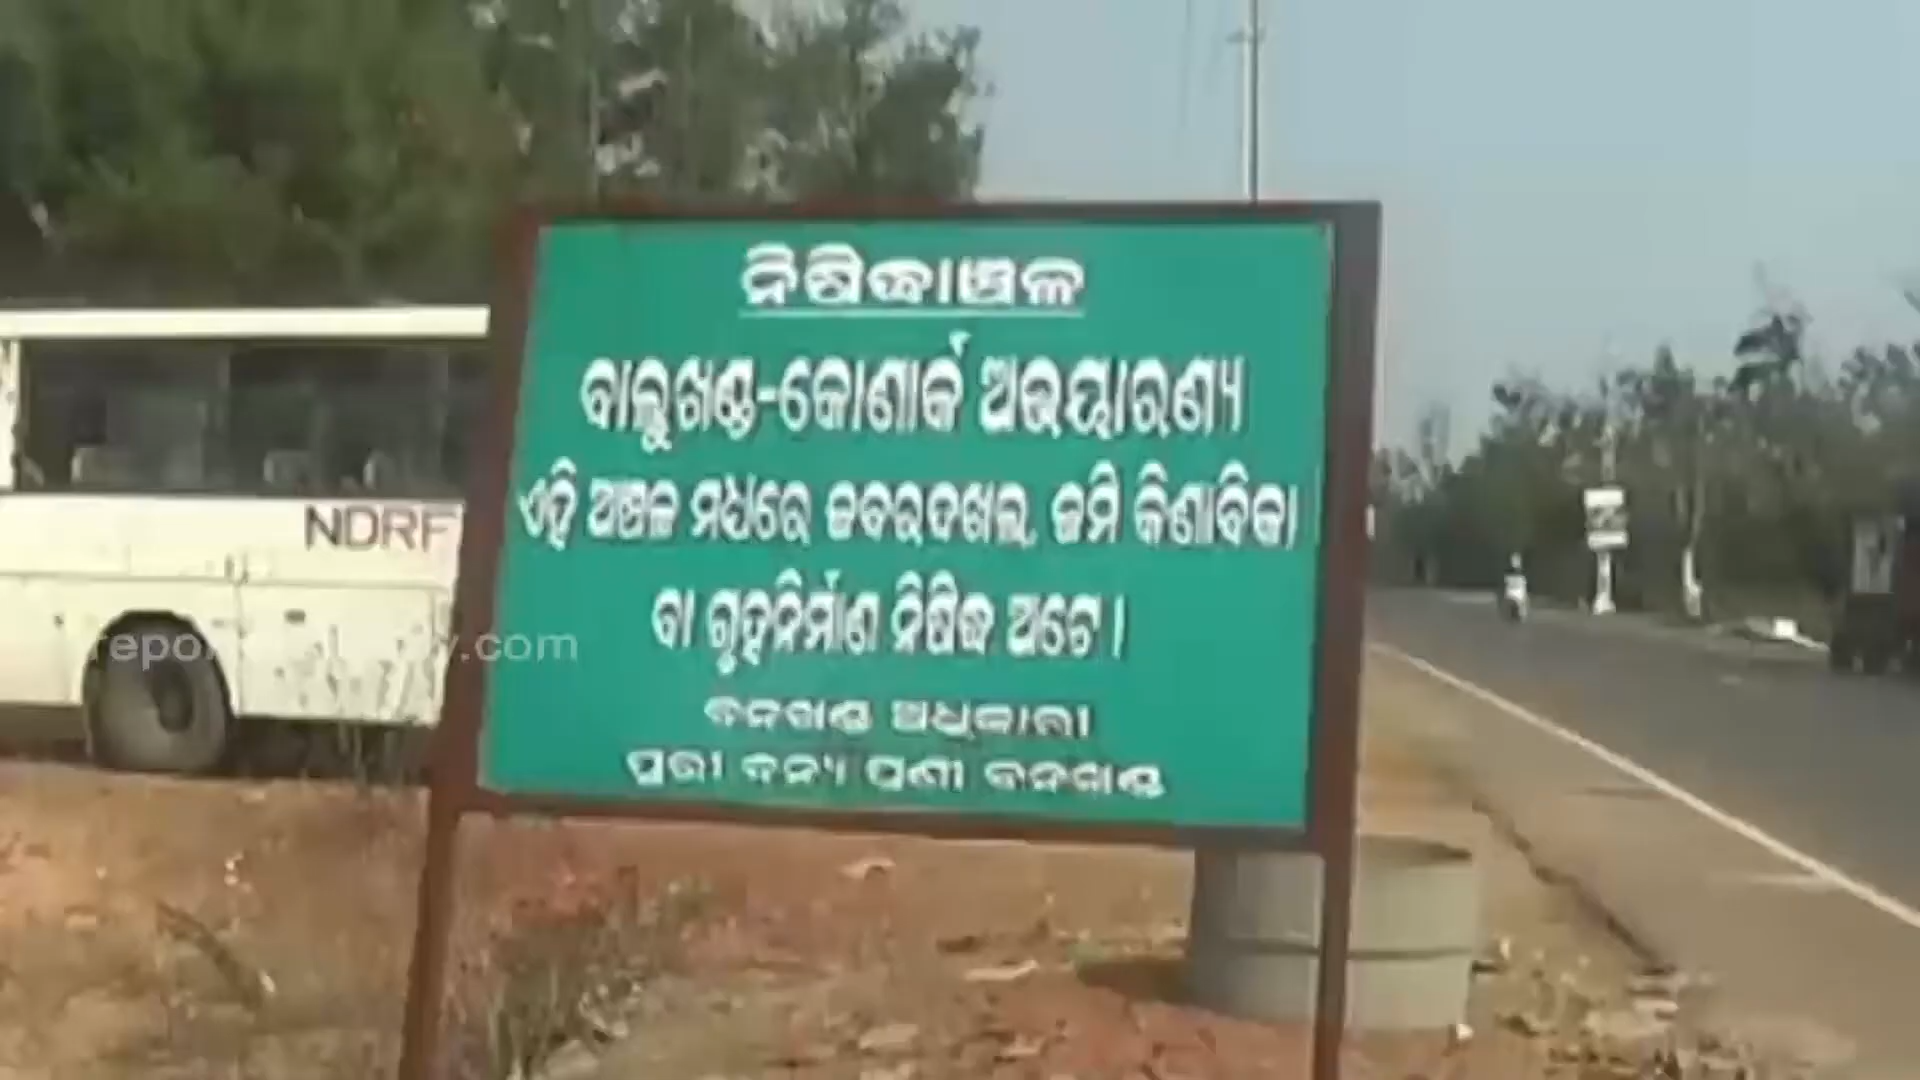 ନିଷିଦ୍ଧାଞ୍ଚଳ
ବାଲୁଖଣ୍ଡ-କୋଣାର୍କ ଅଭୟାରଣ୍ୟ
ଏହି ଅଞ୍ଚଳ ମଧ୍ୟରେ ଜବରଦଖଲ, ଜମି କିଣାବିକା
ବା ଗୃହନିର୍ମାଣ ନିଷିଦ୍ଧ ଅଟେ ।
ବନଖଣ୍ଡ ଅଧିକାରୀ
ପୁରୀ ବନ୍ୟ ପ୍ରାଣୀ ବନଖଣ୍ଡ
NDRF